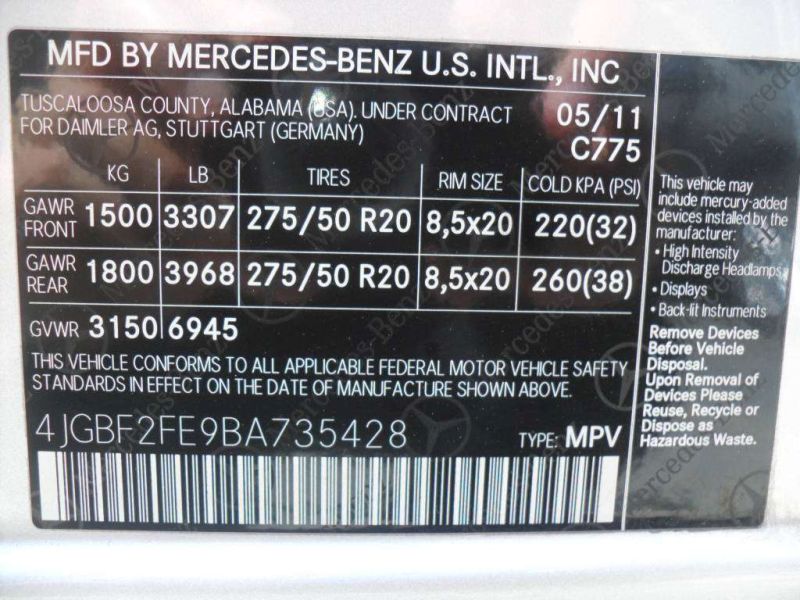 MFD BY MERCEDES-BENZ U.S. INTL., INC
TUSCALOOSA COUNTY, ALABAMA (USA). UNDER CONTRACT
FOR DAIMLER AG, STUTTGART (GERMANY)
05/11
C775
KG LB TIRES RIM SIZE COLD KPA (PSI)
GAWR
FRONT 1500 3307 275/50 R20 8,5x20 220(32)
GAWR
REAR 1800 3968 275/50 R20 8,5x20 260(38)
GVWR 3150 6945
THIS VEHICLE CONFORMS TO ALL APPLICABLE FEDERAL MOTOR VEHICLE SAFETY
STANDARDS IN EFFECT ON THE DATE OF MANUFACTURE SHOWN ABOVE.
4JGBF2FE9BA735428 TYPE: MPV
This vehicle may
include mercury-added
devices installed by the
manufacturer:
• High Intensity
Discharge Headlamps
• Displays
• Back-lit Instruments
Remove Devices
Before Vehicle
Disposal.
Upon Removal of
Devices Please
Reuse, Recycle or
Dispose as
Hazardous Waste.